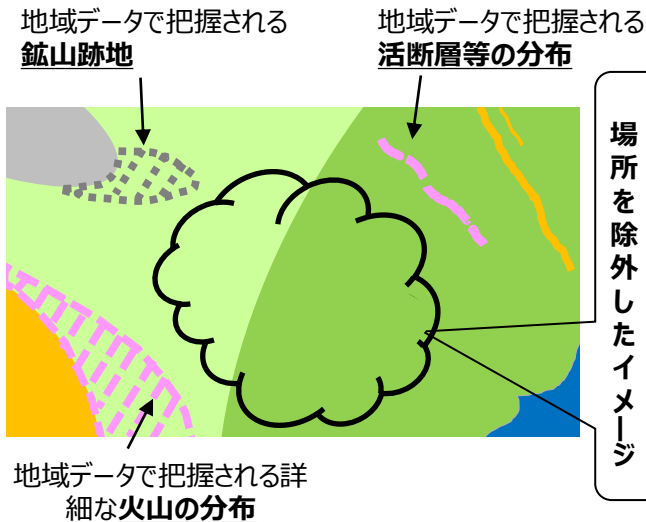 地域データで把握される
鉱山跡地
地域データで把握される
活断層等の分布
場所を除外したイメージ
地域データで把握される詳
細な火山の分布